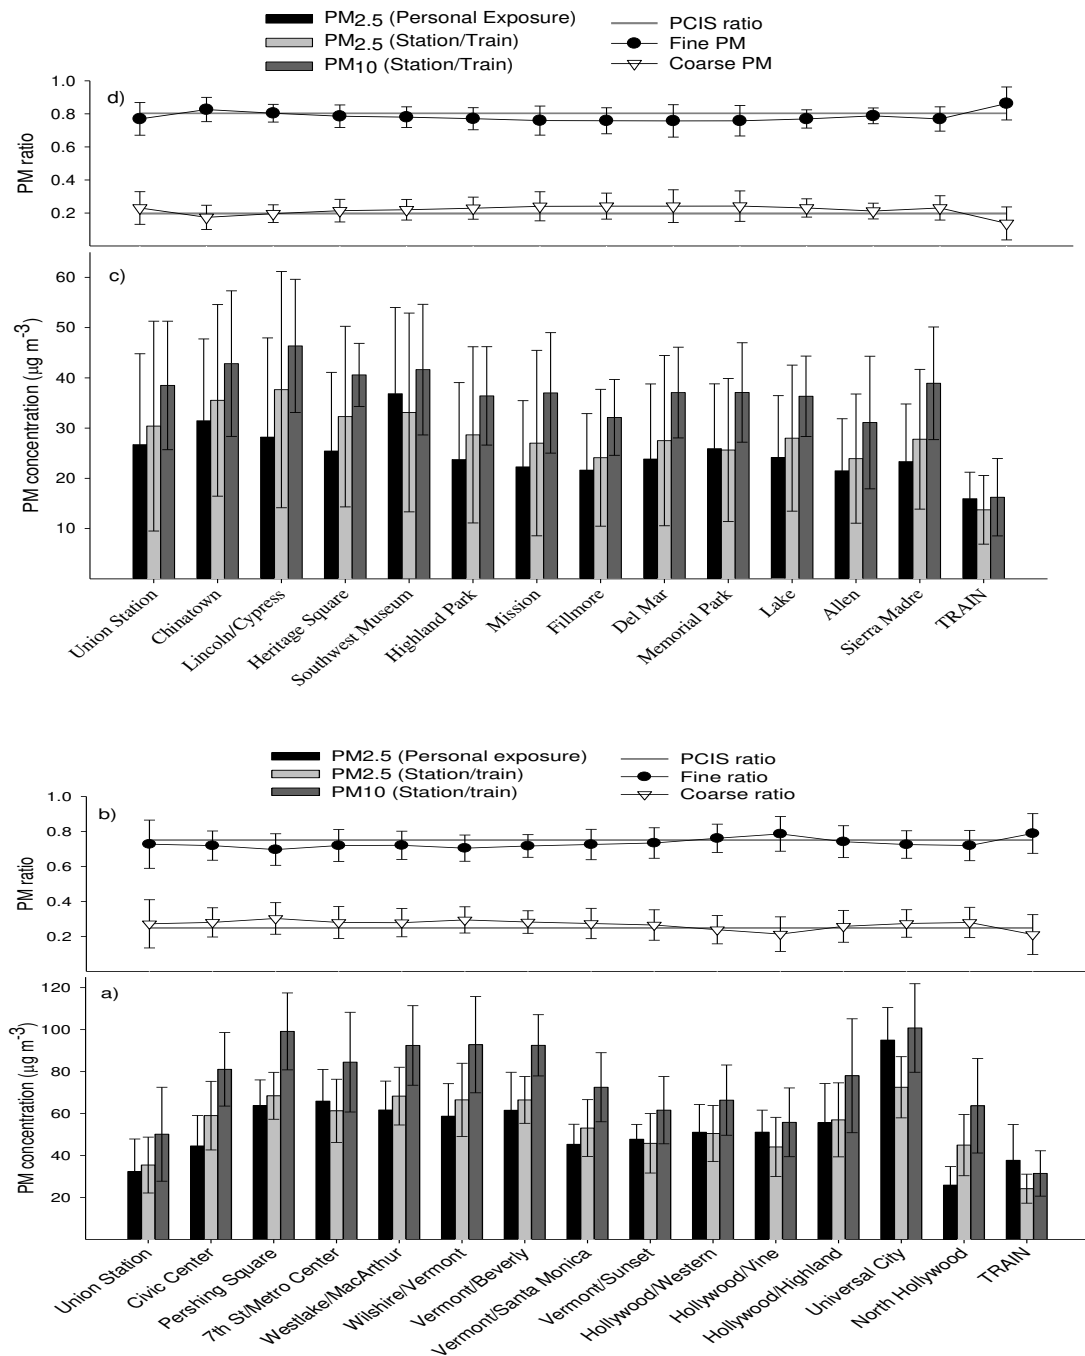 PM2.5 (Personal Exposure)
PM2.5 (Station/Train)
PM10 (Station/Train)
PCIS ratio
Fine PM
Coarse PM
d)
PM ratio
1.0
0.8
0.6
0.4
0.2
c)
PM concentration (µg m-3)
60
50
40
30
20
10
Union Station
Chinatown
Lincoln/Cypress
Heritage Square
Southwest Museum
Highland Park
Mission
Fillmore
Del Mar
Memorial Park
Lake
Allen
Sierra Madre
TRAIN
PM2.5 (Personal exposure)
PM2.5 (Station/train)
PM10 (Station/train)
PCIS ratio
Fine ratio
Coarse ratio
b)
PM ratio
1.0
0.8
0.6
0.4
0.2
a)
PM concentration (µg m-3)
120
100
80
60
40
20
Union Station
Civic Center
Pershing Square
7th St/Metro Center
Westlake/MacArthur
Wilshire/Vermont
Vermont/Beverly
Vermont/Santa Monica
Vermont/Sunset
Hollywood/Western
Hollywood/Vine
Hollywood/Highland
Universal City
North Hollywood
TRAIN